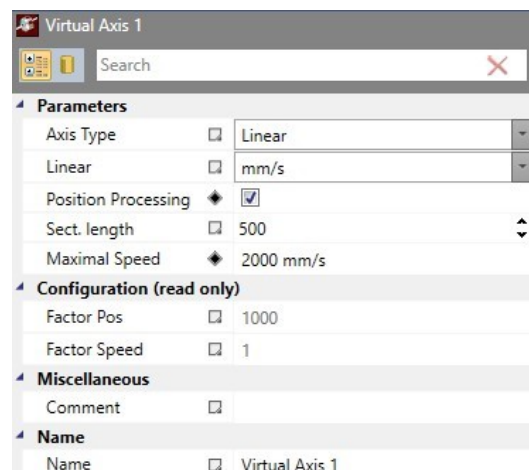 Virtual Axis 1
Search
Parameters
Axis Type Linear
Linear mm/s
Position Processing
Sect. length 500
Maximal Speed 2000 mm/s
Configuration (read only)
Factor Pos 1000
Factor Speed 1
Miscellaneous
Comment
Name
Name Virtual Axis 1